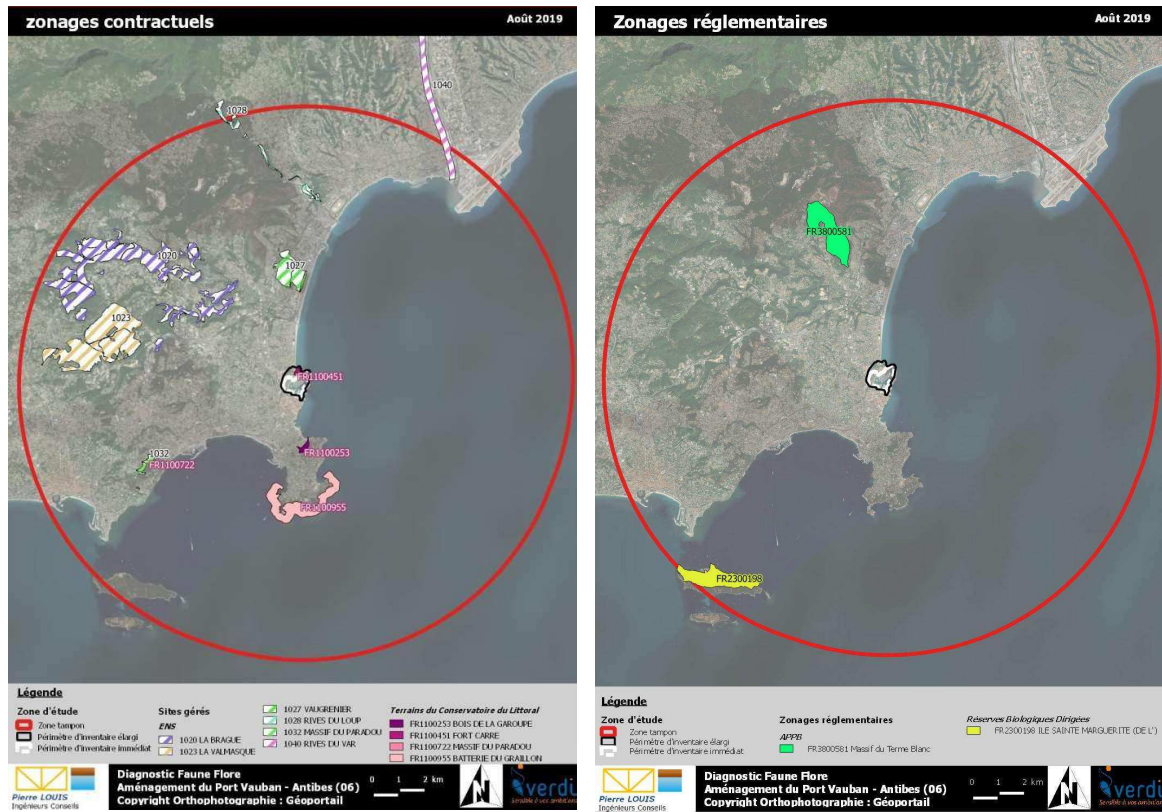 zonages contractuels
Août 2019
1040
1028
1020
1027
1023
FR1100451
1032
FR1100722
FR1100253
FR1100955
Légende
Zone d'étude
Zone tampon
Périmètre d'inventaire élargi
Périmètre d'inventaire immédiat
Sites gérés
ENS
1020 LA BRAGUE
1023 LA VALMASQUE
1027 VAUGRENIER
1028 RIVES DU LOUP
1032 MASSIF DU PARADOU
1040 RIVES DU VAR
Terrains du Conservatoire du Littoral
FR1100253 BOIS DE LA GAROUPE
FR1100451 FORT CARRE
FR1100722 MASSIF DU PARADOU
FR1100955 BATTERIE DU GRAILLON
Pierre LOUIS
Ingénieurs Conseils
Diagnostic Faune Flore
Aménagement du Port Vauban - Antibes (06)
Copyright Orthophotographie : Géoportail
0 1 2 km
N
verdi
Sensible à vos ambitions
Zonages réglementaires
Août 2019
FR3800581
FR2300198
Légende
Zone d'étude
Zone tampon
Périmètre d'inventaire élargi
Périmètre d'inventaire immédiat
Zonages réglementaires
APPB
FR3800581 Massif du Terme Blanc
Réserves Biologiques Dirigées
FR2300198 ILE SAINTE MARGUERITE (DE L')
Pierre LOUIS
Ingénieurs Conseils
Diagnostic Faune Flore
Aménagement du Port Vauban - Antibes (06)
Copyright Orthophotographie : Géoportail
0 1 2 km
N
verdi
Sensible à vos ambitions